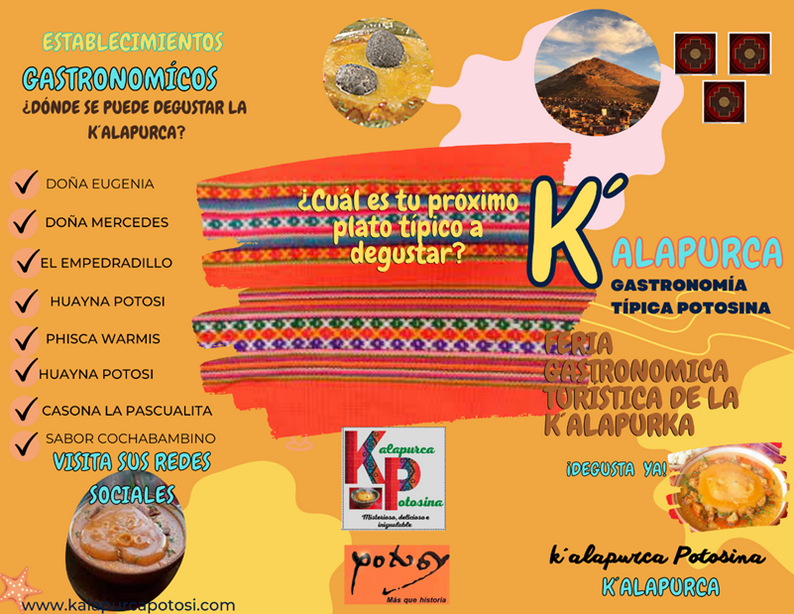 ESTABLECIMIENTOS
GASTRONOMÍCOS
¿DÓNDE SE PUEDE DEGUSTAR LA
K´ALAPURCA?
DOÑA EUGENIA
DOÑA MERCEDES
EL EMPEDRADILLO
HUAYNA POTOSI
PHISCA WARMIS
HUAYNA POTOSI
CASONA LA PASCUALITA
SABOR COCHABAMBINO
VISITA SUS REDES
SOCIALES
www.kalapurcapotosi.com
¿Cuál es tu próximo
plato típico a
degustar?
Kalapurca
Potosina
Misterioso, delicioso e
inigualable
Potosy
Más que historia
K´ALAPURCA
GASTRONOMÍA
TÍPICA POTOSINA
FERIA
GASTRONOMICA
TURISTICA DE LA
K´ALAPURKA
¡DEGUSTA YA!
k´alapurca Potosina
K´ALAPURCA